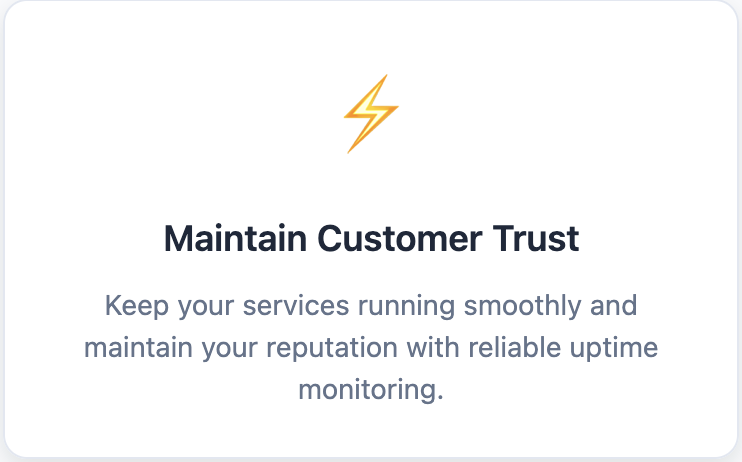 Maintain Customer Trust
Keep your services running smoothly and
maintain your reputation with reliable uptime
monitoring.